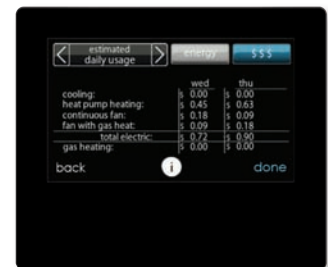 < estimated daily usage > energy $$$
wed thu
cooling: $ 0.00 $ 0.00
heat pump heating: $ 0.45 $ 0.63
continuous fan: $ 0.18 $ 0.09
fan with gas heat: $ 0.09 $ 0.18
total electric: $ 0.72 $ 0.90
gas heating: $ 0.00 $ 0.00
back i done